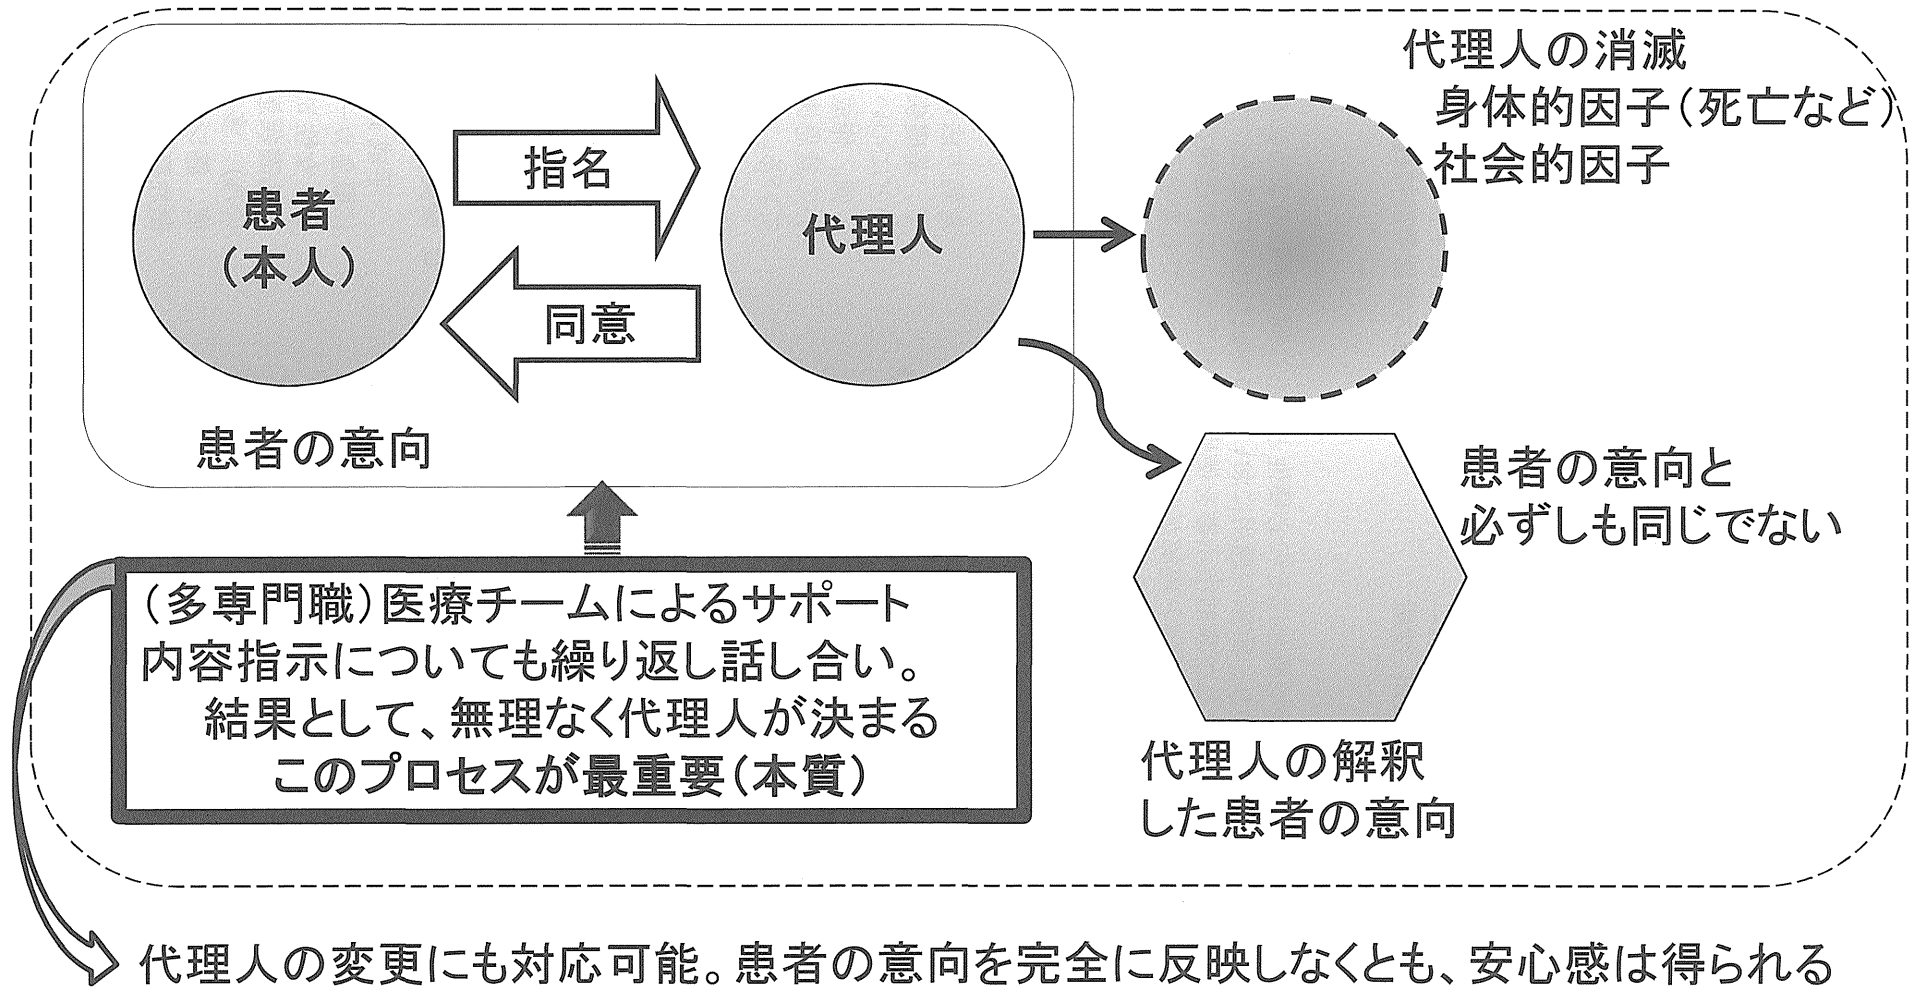 患者
（本人）
指名
同意
代理人
患者の意向
代理人の消滅
身体的因子（死亡など）
社会的因子
患者の意向と
必ずしも同じでない
代理人の解釈
した患者の意向
（多専門職）医療チームによるサポート
内容指示についても繰り返し話し合い。
結果として、無理なく代理人が決まる
このプロセスが最重要（本質）
代理人の変更にも対応可能。患者の意向を完全に反映しなくとも、安心感は得られる